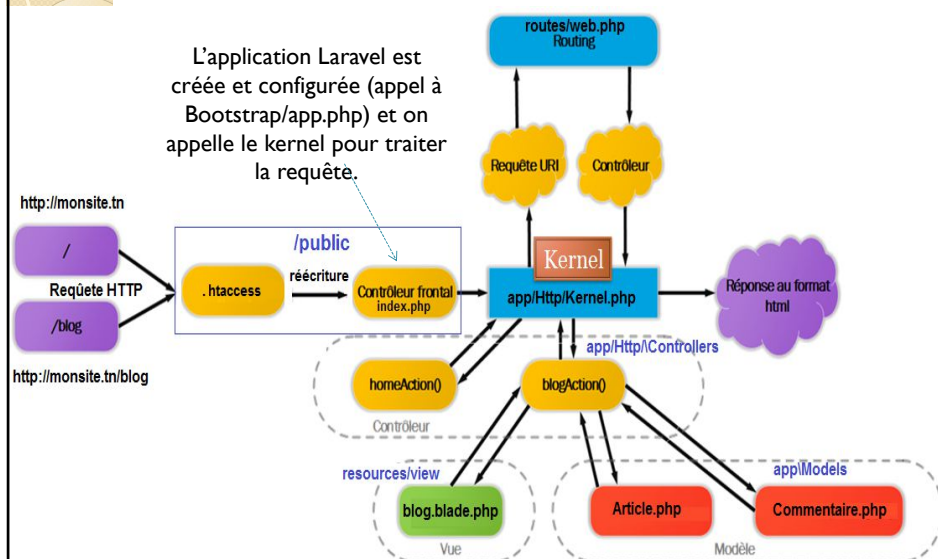 routes/web.php
Routing
L'application Laravel est
créée et configurée (appel à
Bootstrap/app.php) et on
appelle le kernel pour traiter
la requête.
Requête URI
Contrôleur
http://monsite.tn
/
Reqûete HTTP
/blog
http://monsite.tn/blog
/public
.htaccess
réécriture
Contrôleur frontal
index.php
Kernel
app/Http/Kernel.php
Réponse au format
html
app/Http/\Controllers
homeAction()
blogAction()
Contrôleur
resources/view
app\Models
blog.blade.php
Article.php
Commentaire.php
Vue
Modèle